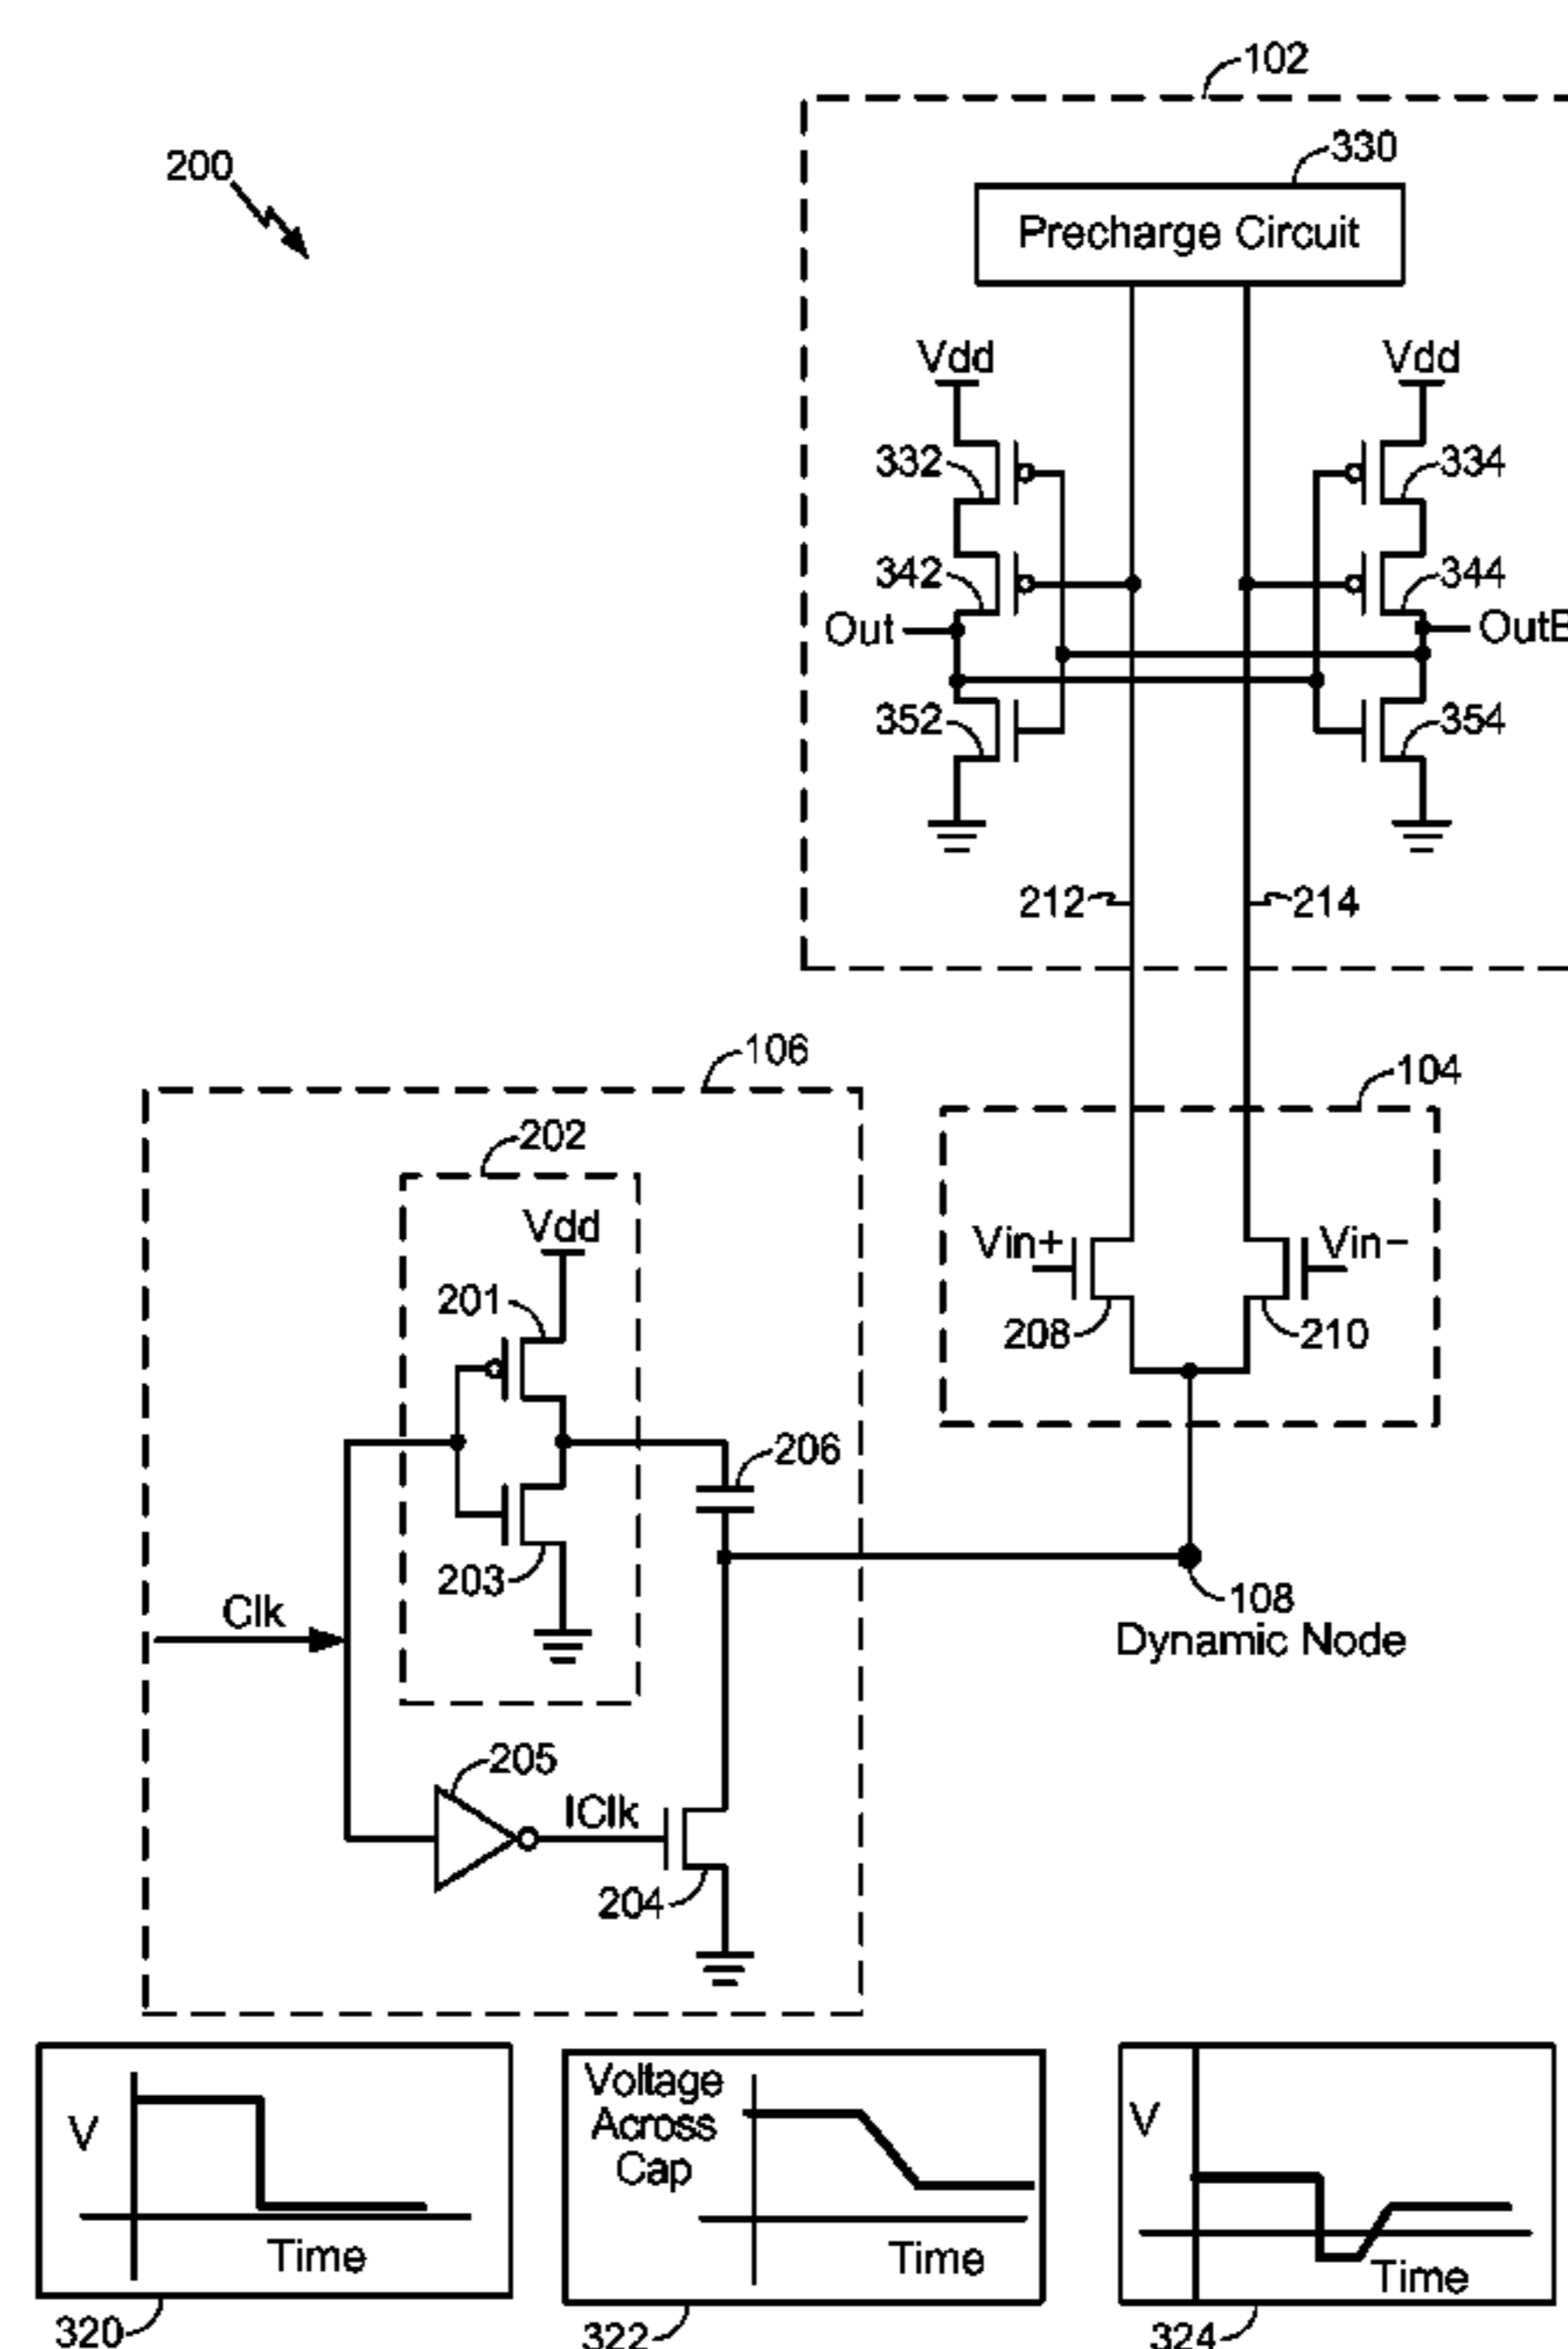 102
200
330
Precharge Circuit
Vdd
Vdd
332
334
342
344
Out
OutB
352
354
212
214
106
104
202
Vdd
Vin+
Vin−
201
208
210
206
203
Clk
108
Dynamic Node
205
IClk
204
V
Time
320
Voltage
Across
Cap
Time
322
V
Time
324